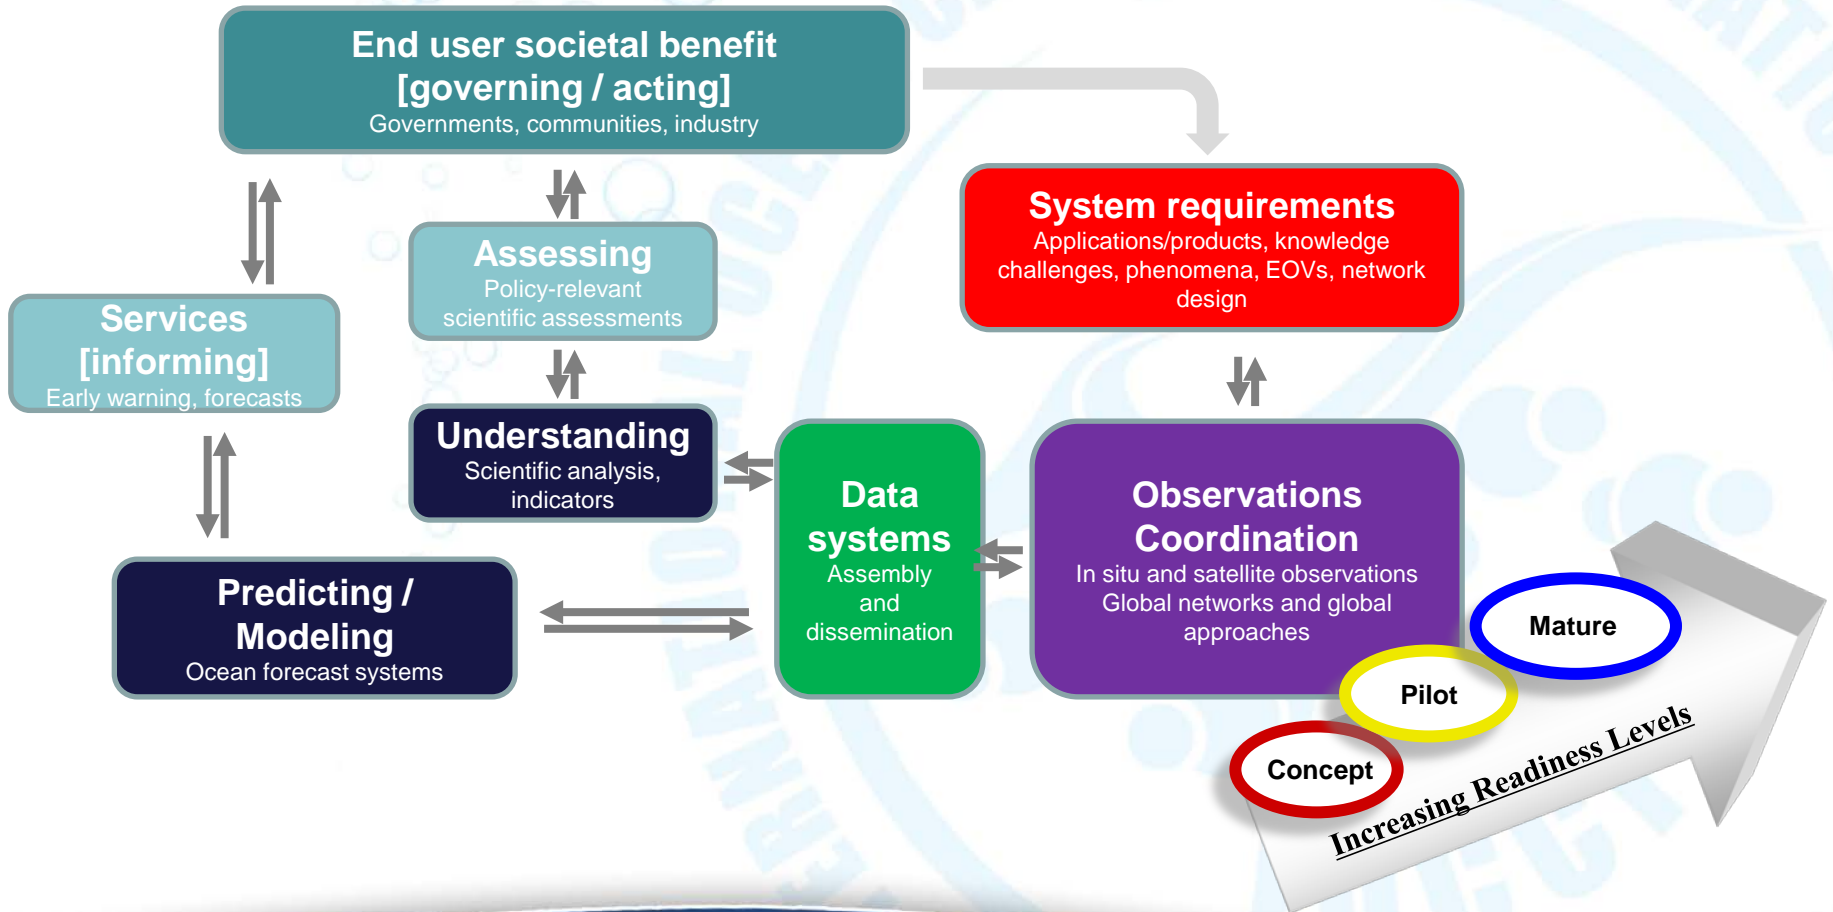 End user societal benefit
[governing / acting]
Governments, communities, industry
System requirements
Applications/products, knowledge
challenges, phenomena, EOVs, network
design
Assessing
Policy-relevant
scientific assessments
Services
[informing]
Early warning, forecasts
Understanding
Scientific analysis,
indicators
Data
systems
Assembly
and
dissemination
Observations
Coordination
In situ and satellite observations
Global networks and global
approaches
Predicting /
Modeling
Ocean forecast systems
Mature
Pilot
Concept
Increasing Readiness Levels